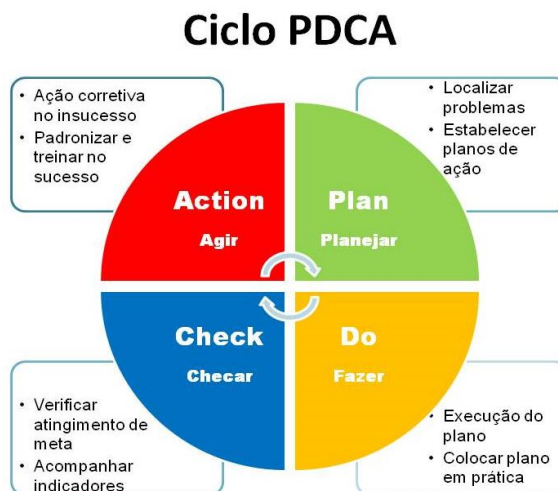 Ciclo PDCA
• Ação corretiva
no insucesso
• Padronizar e
treinar no
sucesso
• Localizar
problemas
• Estabelecer
planos de
ação
Action
Agir
Plan
Planejar
Check
Checar
Do
Fazer
• Verificar
atingimento de
meta
• Acompanhar
indicadores
• Execução do
plano
• Colocar plano
em prática